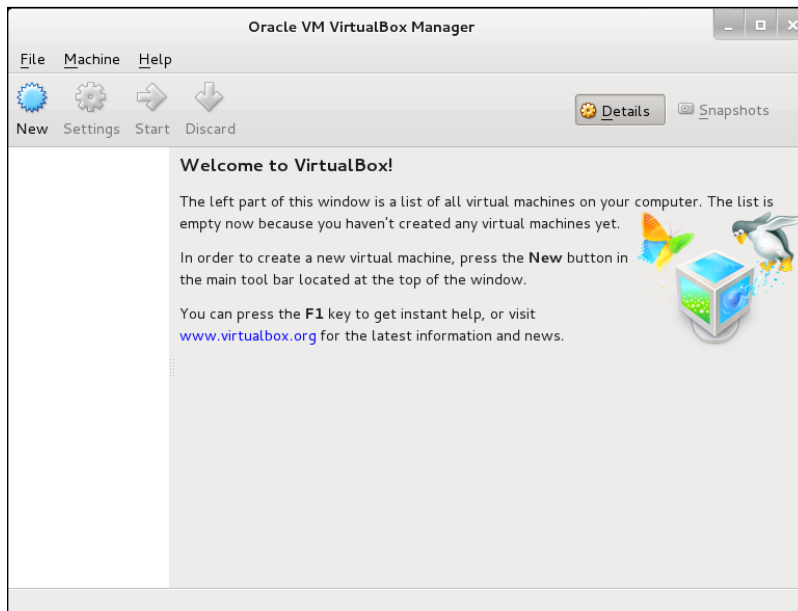 Oracle VM VirtualBox Manager
File Machine Help
New Settings Start Discard Details Snapshots
Welcome to VirtualBox!
The left part of this window is a list of all virtual machines on your computer. The list is
empty now because you haven't created any virtual machines yet.
In order to create a new virtual machine, press the New button in
the main tool bar located at the top of the window.
You can press the F1 key to get instant help, or visit
www.virtualbox.org for the latest information and news.